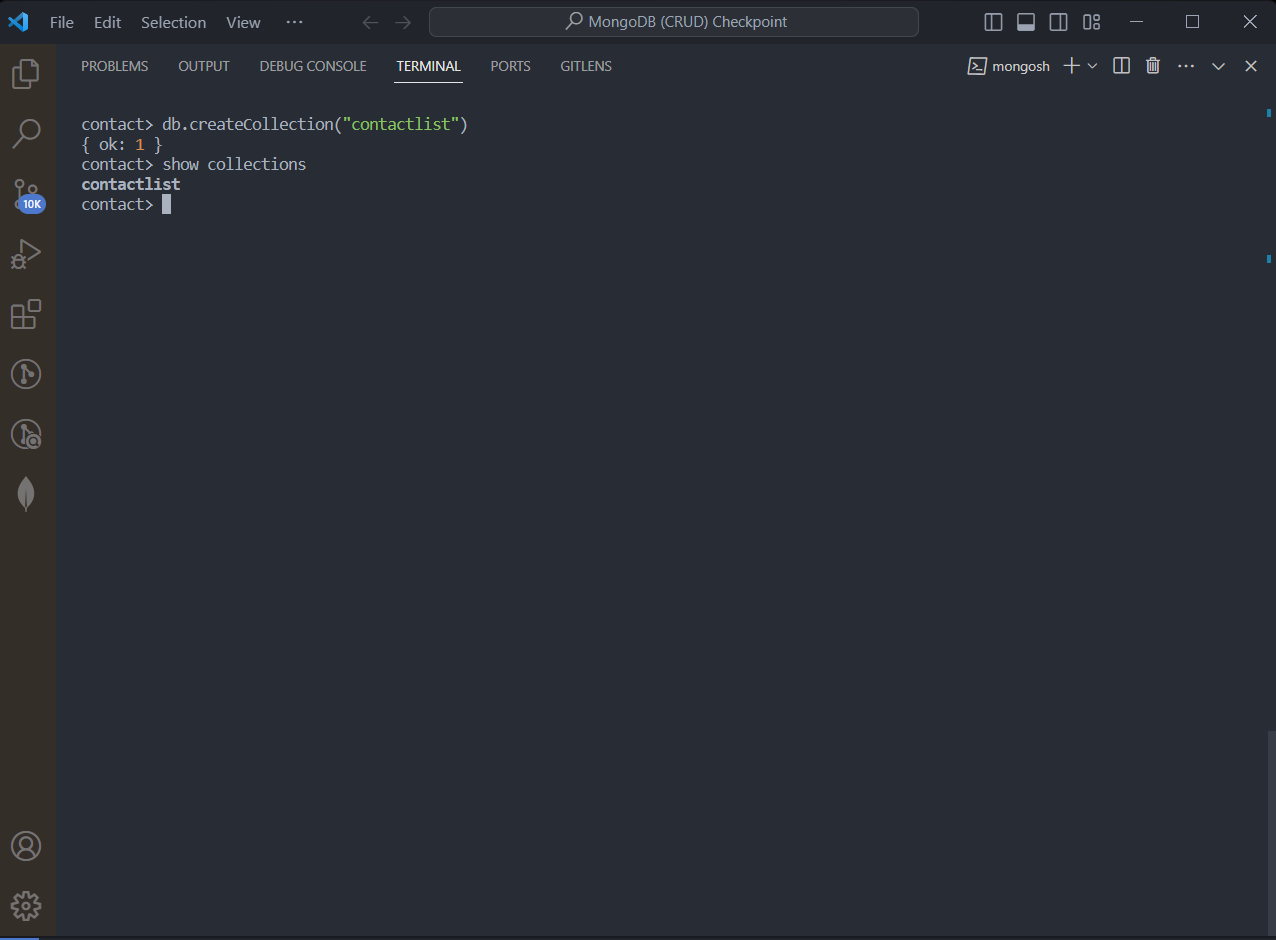 File Edit Selection View ··· MongoDB (CRUD) Checkpoint
PROBLEMS OUTPUT DEBUG CONSOLE TERMINAL PORTS GITLENS mongosh
contact> db.createCollection("contactlist")
{ ok: 1 }
contact> show collections
contactlist
contact>
10K